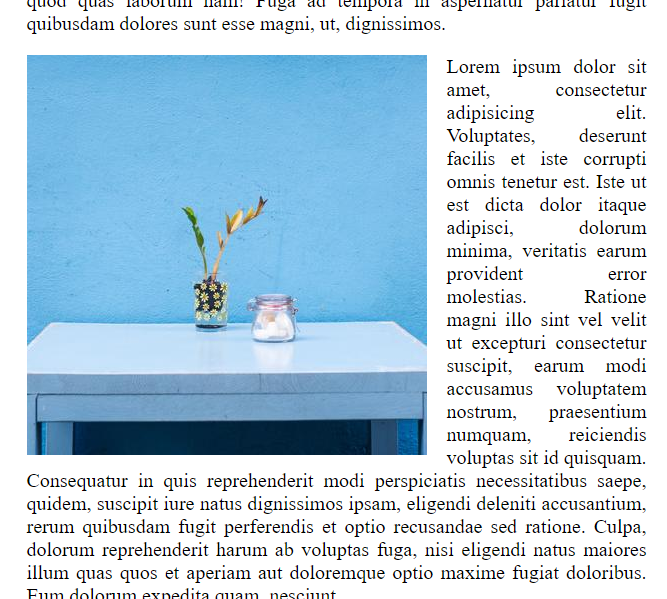 quod quas laborum nam! Fuga ad tempora in aspernatur pariatur fugit
quibusdam dolores sunt esse magni, ut, dignissimos.
Lorem ipsum dolor sit
amet, consectetur
adipisicing elit.
Voluptates, deserunt
facilis et iste corrupti
omnis tenetur est. Iste ut
est dicta dolor itaque
adipisci, dolorum
minima, veritatis earum
provident error
molestias. Ratione
magni illo sint vel velit
ut excepturi consectetur
suscipit, earum modi
accusamus voluptatem
nostrum, praesentium
numquam, reiciendis
voluptas sit id quisquam.
Consequatur in quis reprehenderit modi perspiciatis necessitatibus saepe,
quidem, suscipit iure natus dignissimos ipsam, eligendi deleniti accusantium,
rerum quibusdam fugit perferendis et optio recusandae sed ratione. Culpa,
dolorum reprehenderit harum ab voluptas fuga, nisi eligendi natus maiores
illum quas quos et aperiam aut doloremque optio maxime fugiat doloribus.
Eum dolorum expedita quam, nesciunt